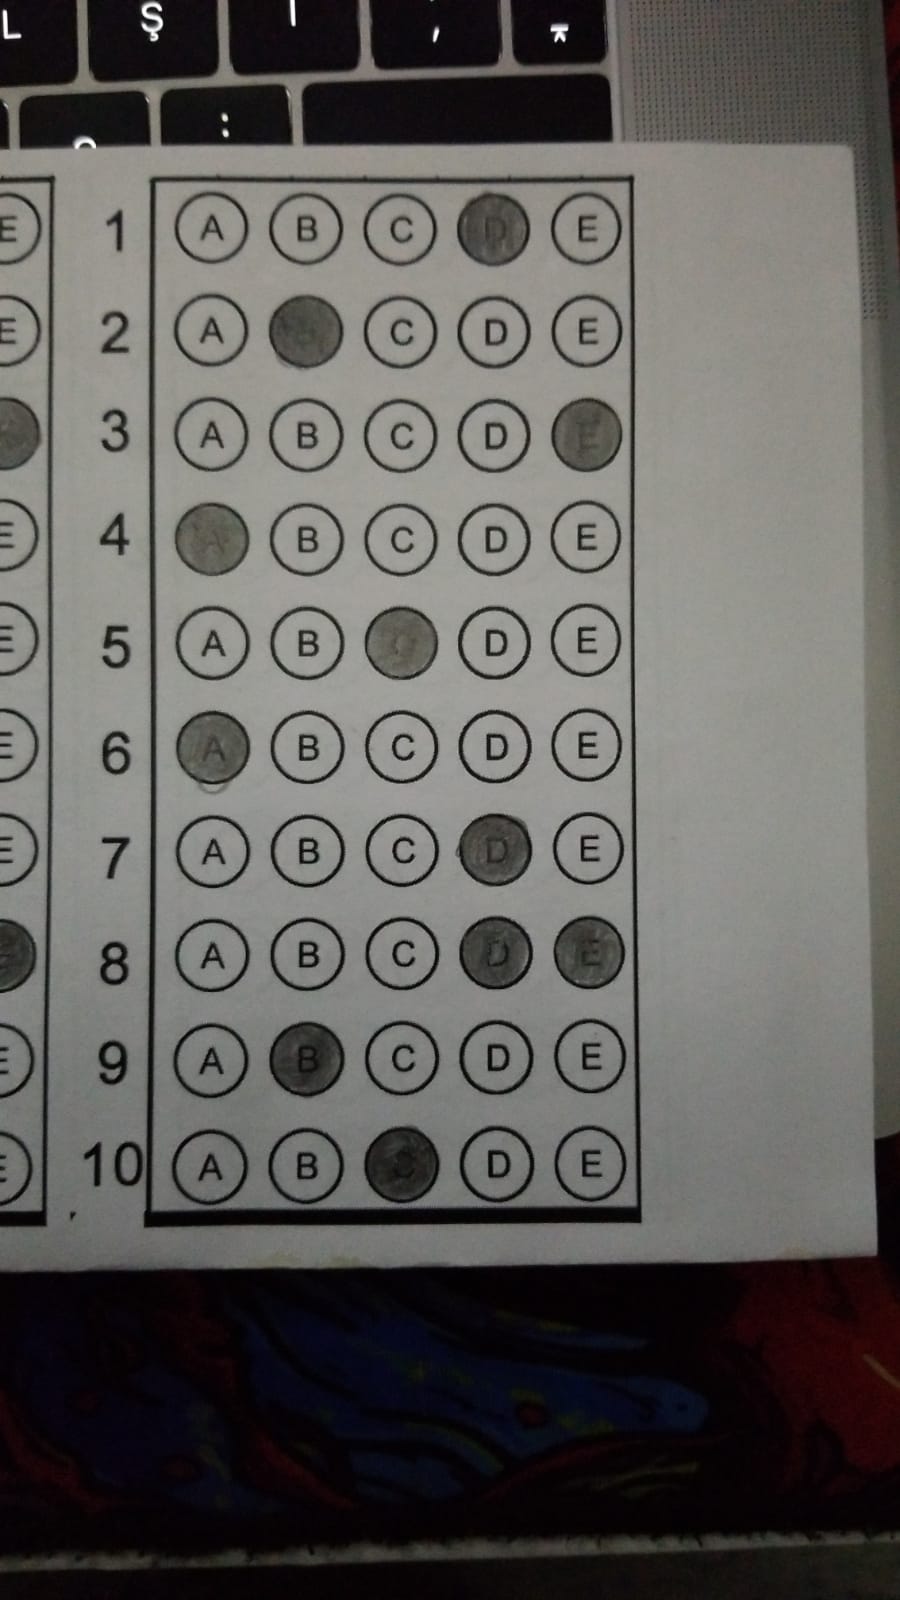 L Ş İ , ⌅
Ö :
1 A B C D E
2 A B C D E
3 A B C D E
4 A B C D E
5 A B C D E
6 A B C D E
7 A B C D E
8 A B C D E
9 A B C D E
10 A B C D E
E
E
E
E
E
E
E
E